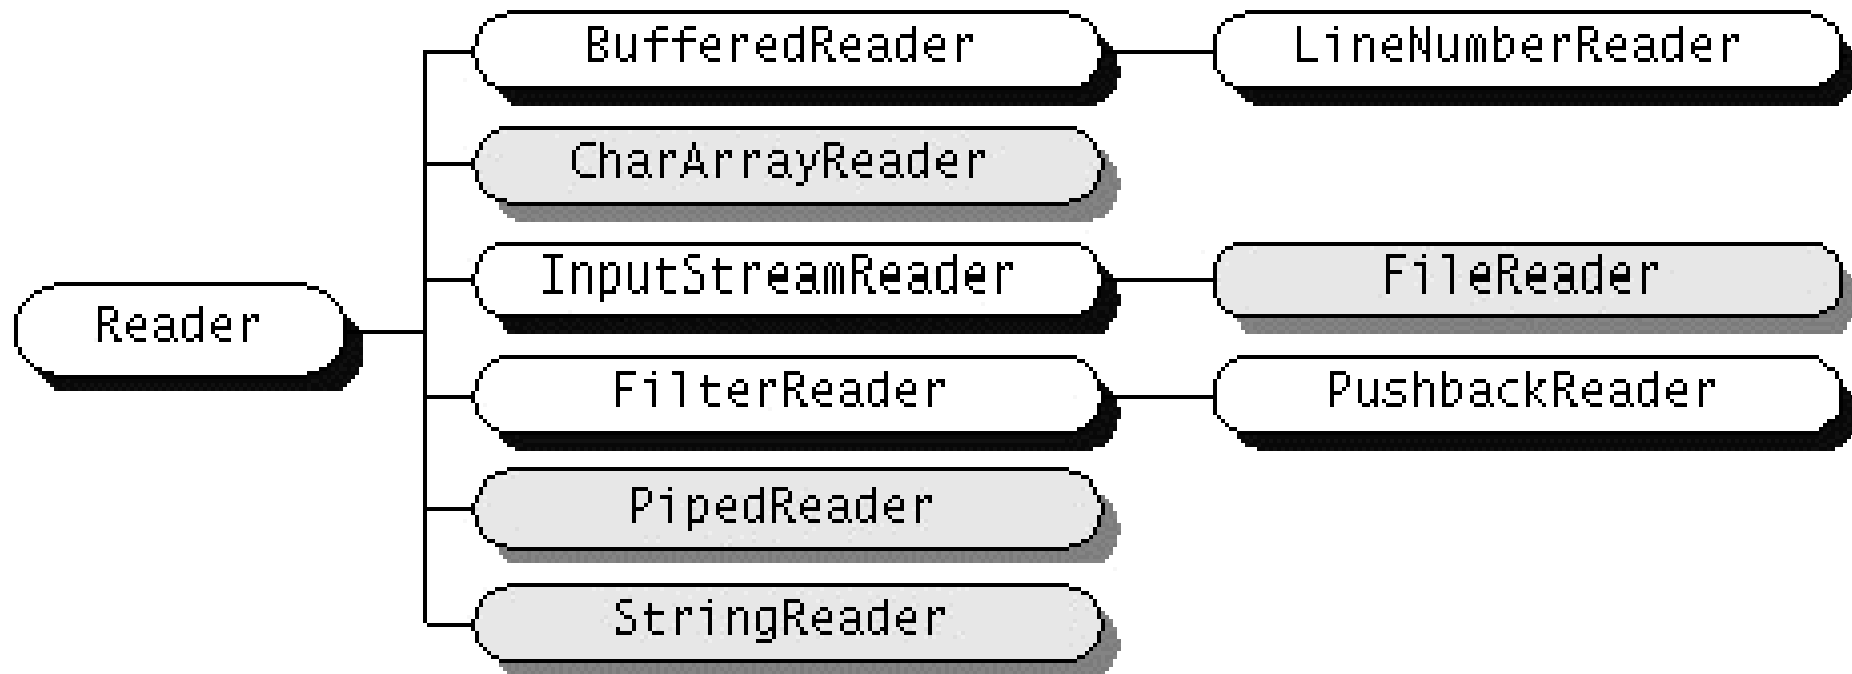 BufferedReader
LineNumberReader
CharArrayReader
InputStreamReader
FileReader
Reader
FilterReader
PushbackReader
PipedReader
StringReader